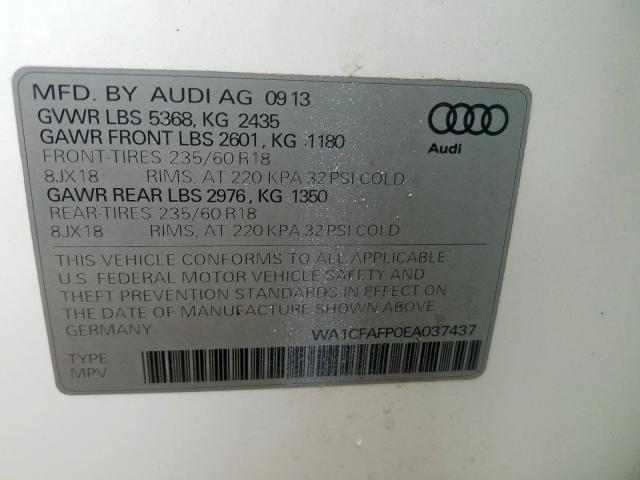 MFD. BY AUDI AG 09 13
GVWR LBS 5368, KG 2435
GAWR FRONT LBS 2601, KG 1180
FRONT-TIRES 235/60 R18
8JX18 RIMS, AT 220 KPA 32 PSI COLD
GAWR REAR LBS 2976, KG 1350
REAR-TIRES 235/60 R18
8JX18 RIMS, AT 220 KPA 32 PSI COLD
Audi
THIS VEHICLE CONFORMS TO ALL APPLICABLE
U.S. FEDERAL MOTOR VEHICLE SAFETY AND
THEFT PREVENTION STANDARDS IN EFFECT ON
THE DATE OF MANUFACTURE SHOWN ABOVE.
GERMANY WA1CFAFP0EA037437
TYPE
MPV